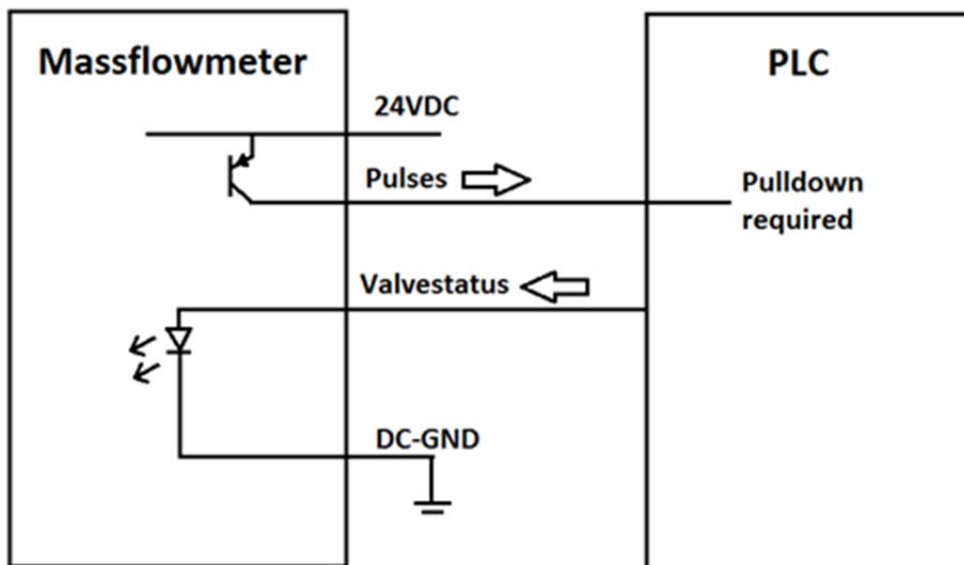 Massflowmeter
PLC
24VDC
Pulses
Pulldown
required
Valvestatus
DC-GND